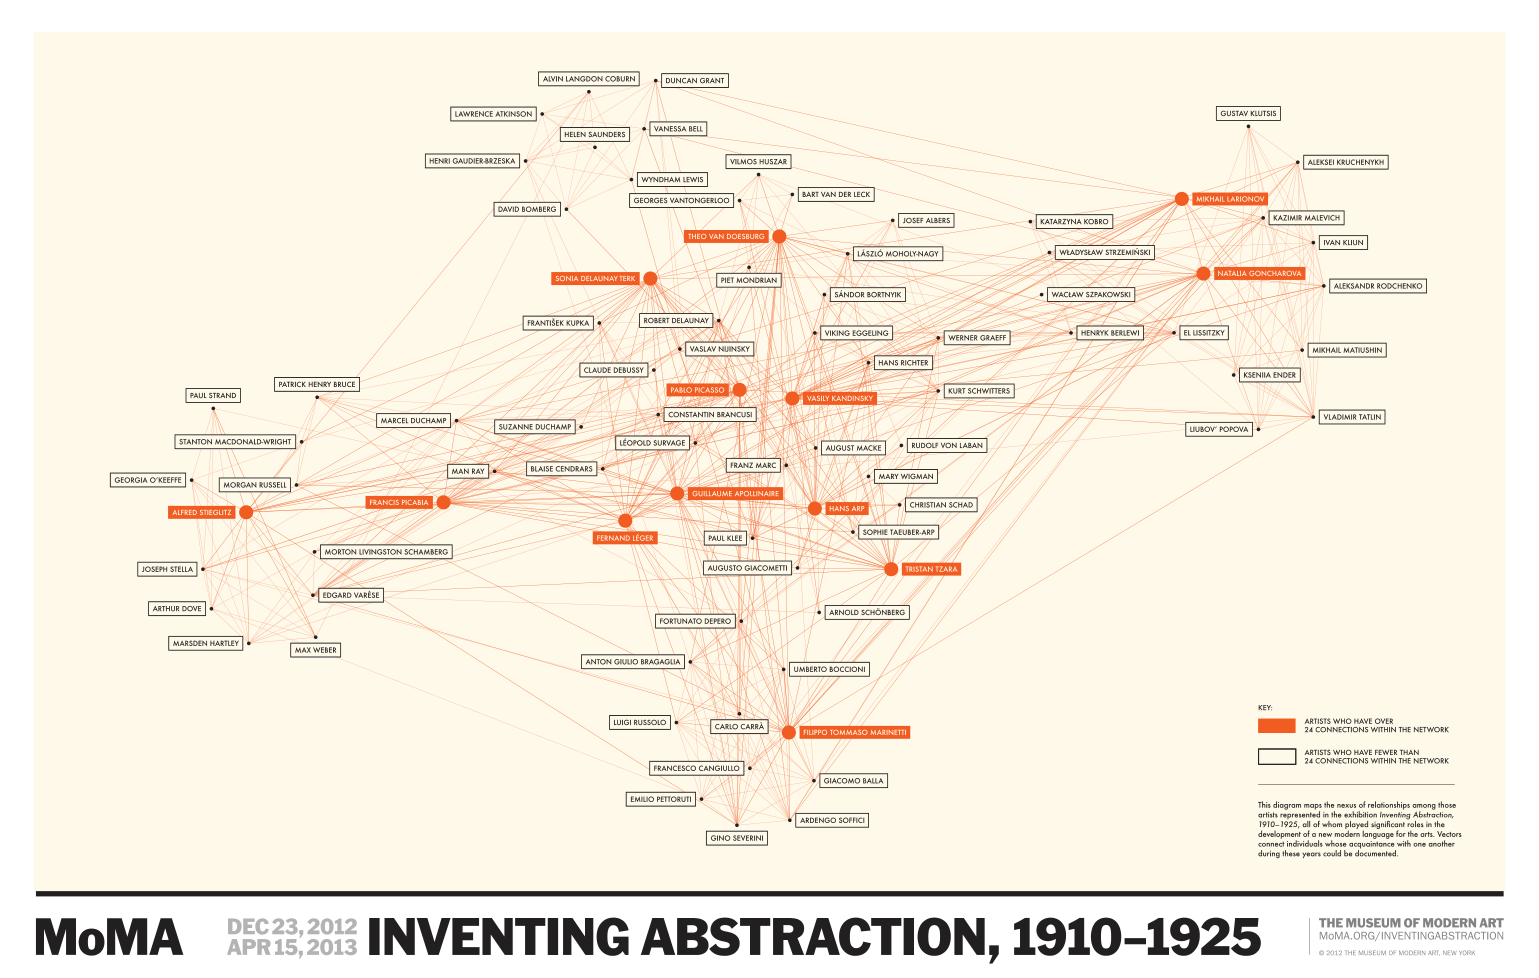 ALVIN LANGDON COBURN
DUNCAN GRANT
LAWRENCE ATKINSON
HELEN SAUNDERS
VANESSA BELL
GUSTAV KLUTSIS
HENRI GAUDIER-BRZESKA
VILMOS HUSZAR
ALEKSEI KRUCHENYKH
WYNDHAM LEWIS
GEORGES VANTONGERLOO
BART VAN DER LECK
MIKHAIL LARIONOV
DAVID BOMBERG
JOSEF ALBERS
KATARZYNA KOBRO
KAZIMIR MALEVICH
THEO VAN DOESBURG
IVAN KLIUN
LÁSZLÓ MOHOLY-NAGY
WŁADYSŁAW STRZEMIŃSKI
SONIA DELAUNAY TERK
PIET MONDRIAN
NATALIA GONCHAROVA
ALEKSANDR RODCHENKO
SÁNDOR BORTNYIK
WACŁAW SZPAKOWSKI
FRANTIŠEK KUPKA
ROBERT DELAUNAY
VIKING EGGELING
WERNER GRAEFF
HENRYK BERLEWI
EL LISSITZKY
VASLAV NIJINSKY
MIKHAIL MATIUSHIN
CLAUDE DEBUSSY
HANS RICHTER
KSENIIA ENDER
PATRICK HENRY BRUCE
PABLO PICASSO
KURT SCHWITTERS
PAUL STRAND
VASILY KANDINSKY
MARCEL DUCHAMP
SUZANNE DUCHAMP
CONSTANTIN BRANCUSI
VLADIMIR TATLIN
LIUBOV' POPOVA
STANTON MACDONALD-WRIGHT
LÉOPOLD SURVAGE
AUGUST MACKE
RUDOLF VON LABAN
MAN RAY
BLAISE CENDRARS
FRANZ MARC
GEORGIA O'KEEFFE
MORGAN RUSSELL
MARY WIGMAN
GUILLAUME APOLLINAIRE
ALFRED STIEGLITZ
FRANCIS PICABIA
HANS ARP
CHRISTIAN SCHAD
FERNAND LÉGER
PAUL KLEE
SOPHIE TAEUBER-ARP
MORTON LIVINGSTON SCHAMBERG
JOSEPH STELLA
AUGUSTO GIACOMETTI
TRISTAN TZARA
EDGARD VARÈSE
ARTHUR DOVE
FORTUNATO DEPERO
ARNOLD SCHÖNBERG
MARSDEN HARTLEY
MAX WEBER
ANTON GIULIO BRAGAGLIA
UMBERTO BOCCIONI
LUIGI RUSSOLO
CARLO CARRÀ
FILIPPO TOMMASO MARINETTI
FRANCESCO CANGIULLO
GIACOMO BALLA
EMILIO PETTORUTI
ARDENGO SOFFICI
GINO SEVERINI
KEY:
ARTISTS WHO HAVE OVER
24 CONNECTIONS WITHIN THE NETWORK
ARTISTS WHO HAVE FEWER THAN
24 CONNECTIONS WITHIN THE NETWORK
This diagram maps the nexus of relationships among those
artists represented in the exhibition Inventing Abstraction,
1910–1925, all of whom played significant roles in the
development of a new modern language for the arts. Vectors
connect individuals whose acquaintance with one another
during these years could be documented.
MoMA
DEC 23, 2012
APR 15, 2013
INVENTING ABSTRACTION, 1910–1925
THE MUSEUM OF MODERN ART
MoMA.ORG/INVENTINGABSTRACTION
© 2012 THE MUSEUM OF MODERN ART, NEW YORK